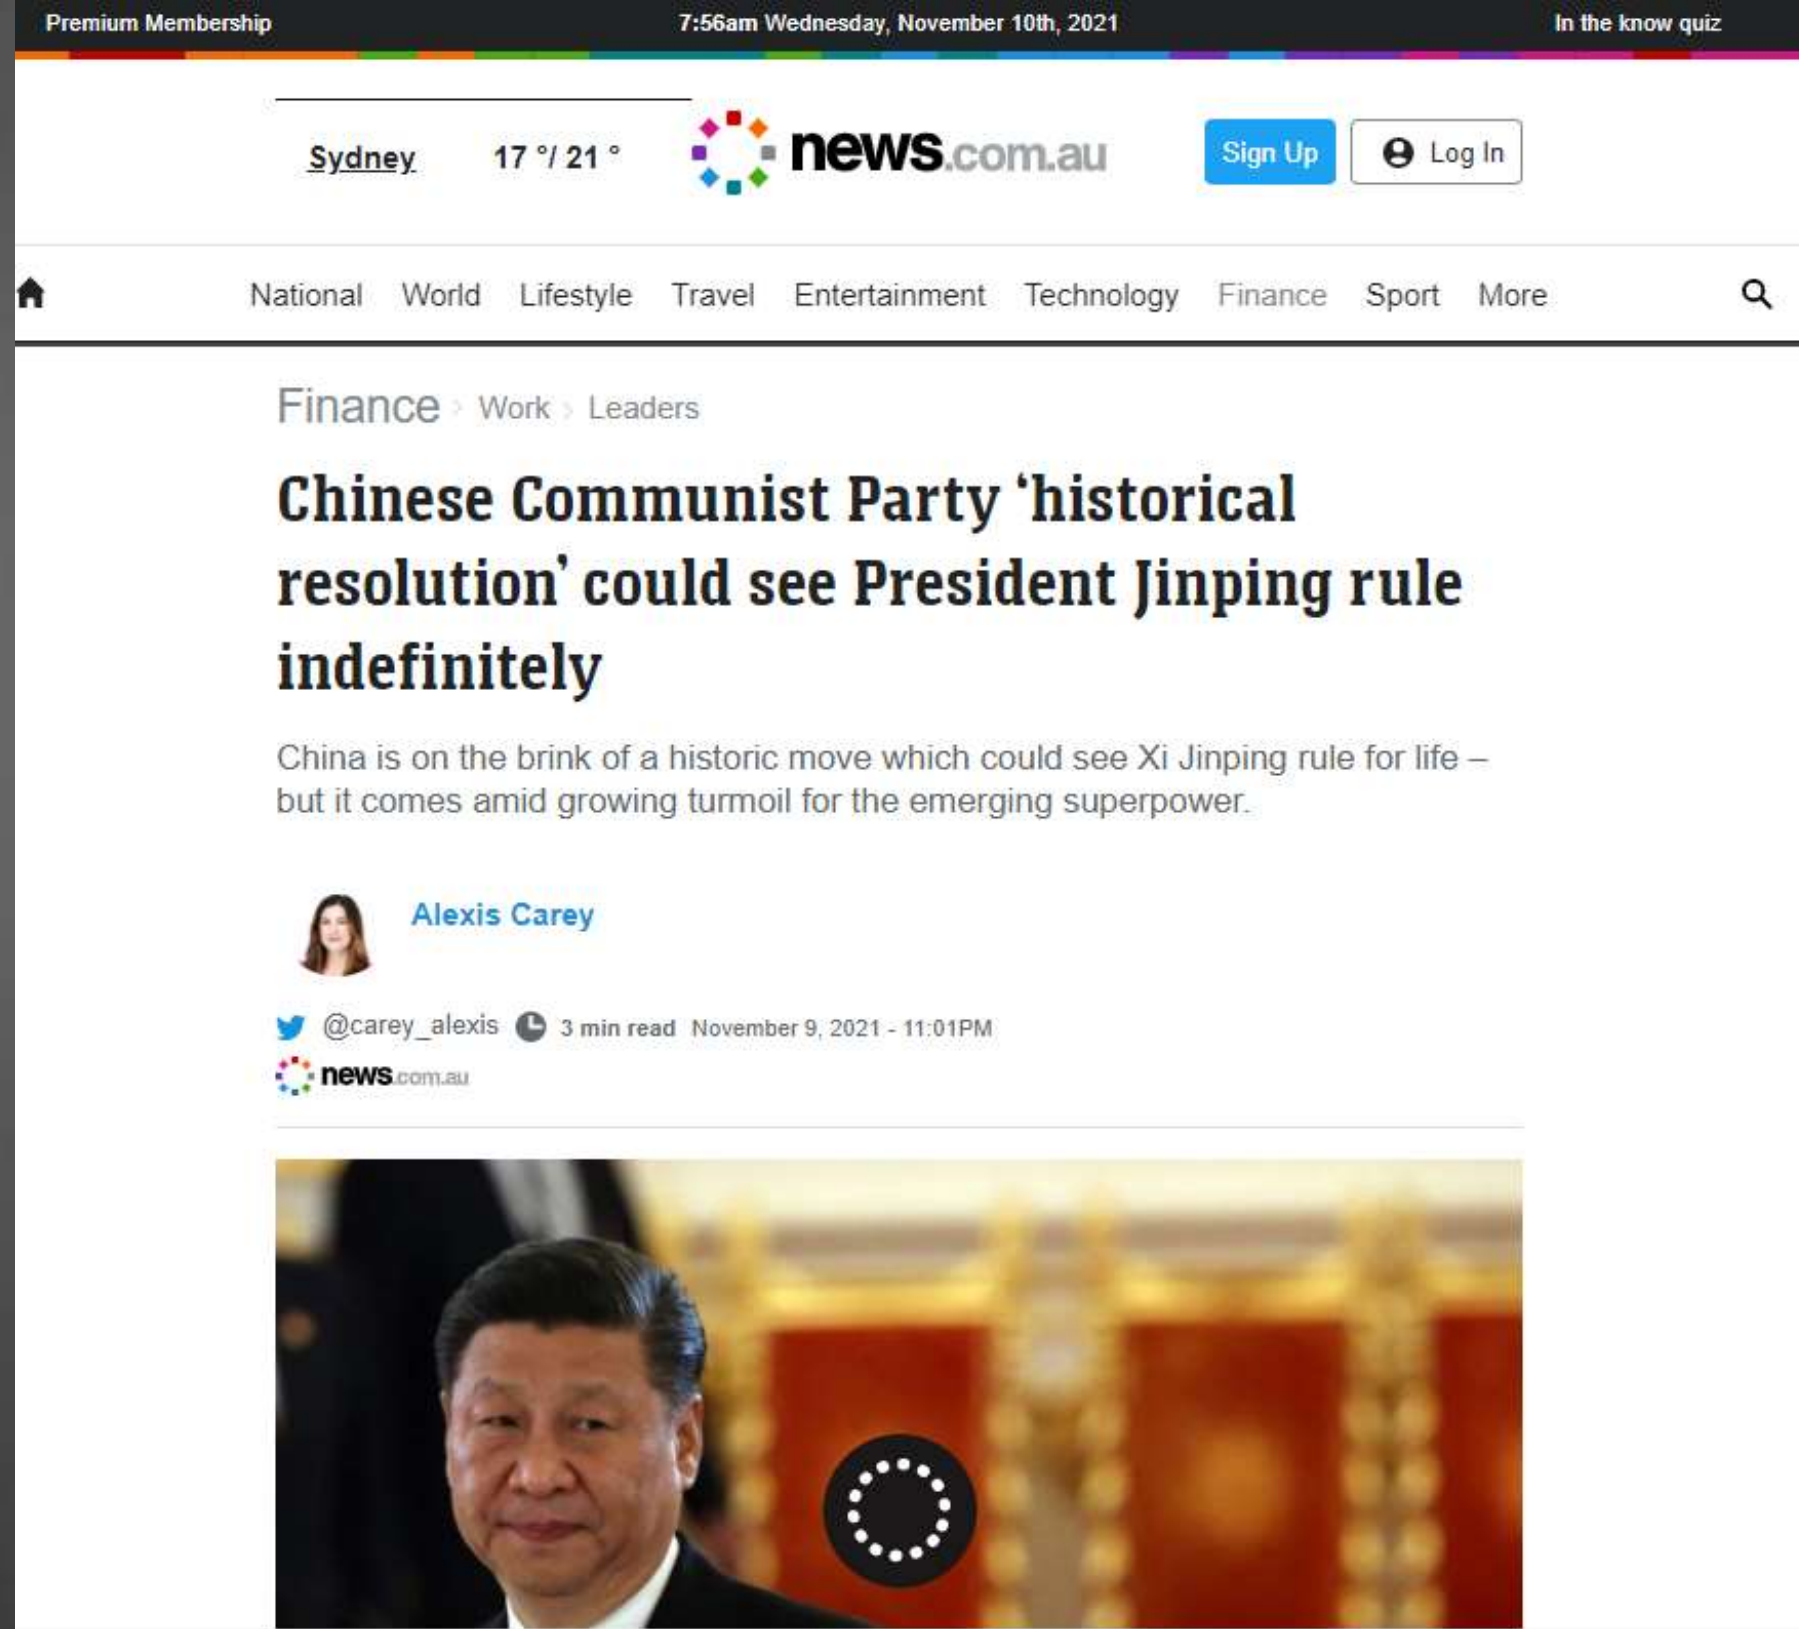 Premium Membership
7:56am Wednesday, November 10th, 2021
In the know quiz
Sydney
17 °/ 21 °
news.com.au
Sign Up
Log In
National World Lifestyle Travel Entertainment Technology Finance Sport More
Finance › Work › Leaders
Chinese Communist Party ‘historical
resolution’ could see President Jinping rule
indefinitely
China is on the brink of a historic move which could see Xi Jinping rule for life –
but it comes amid growing turmoil for the emerging superpower.
Alexis Carey
@carey_alexis 3 min read November 9, 2021 - 11:01PM
news.com.au